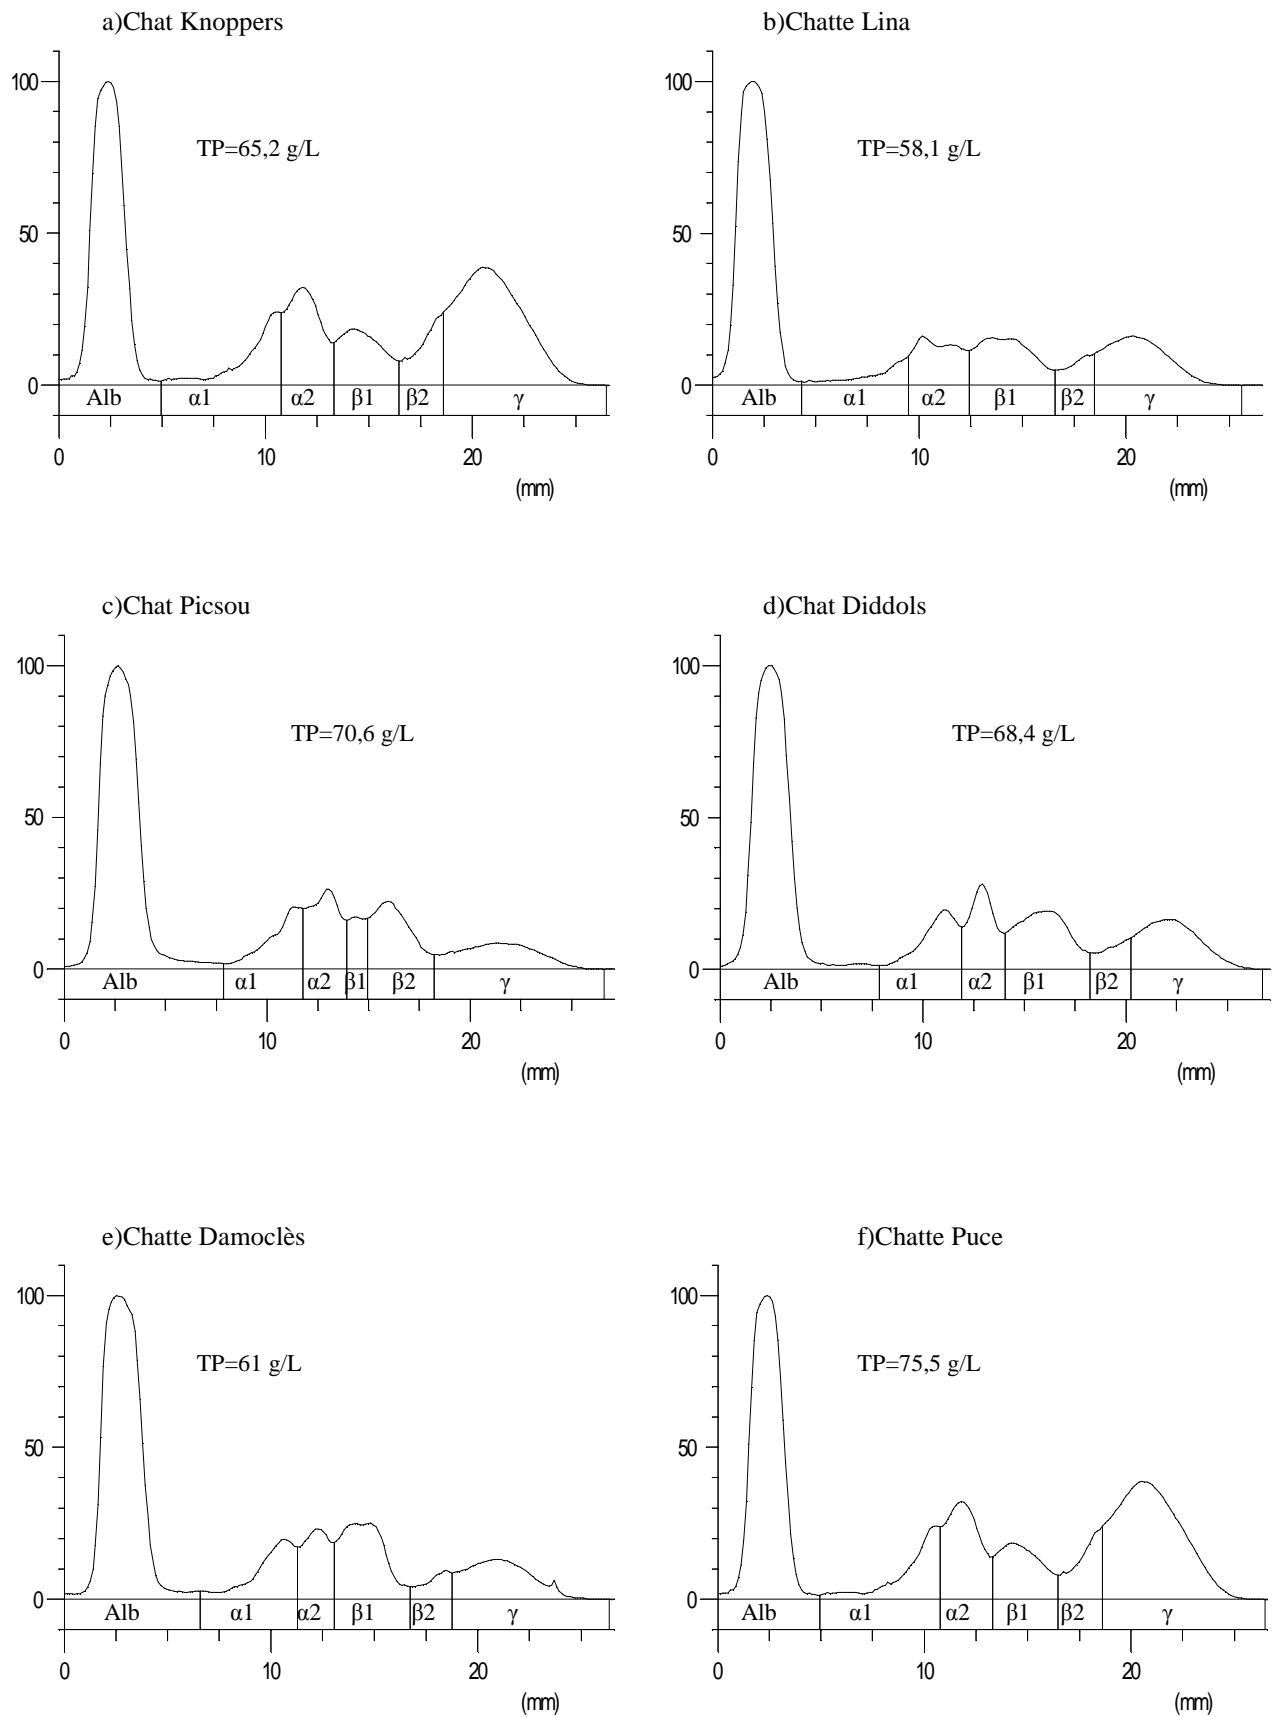 a)Chat Knoppers
100
TP=65,2 g/L
50
0
Alb α1 α2 β1 β2 γ
0 10 20
(mm)
b)Chatte Lina
100
TP=58,1 g/L
50
0
Alb α1 α2 β1 β2 γ
0 10 20
(mm)
c)Chat Picsou
100
TP=70,6 g/L
50
0
Alb α1 α2 β1 β2 γ
0 10 20
(mm)
d)Chat Diddols
100
TP=68,4 g/L
50
0
Alb α1 α2 β1 β2 γ
0 10 20
(mm)
e)Chatte Damoclès
100
TP=61 g/L
50
0
Alb α1 α2 β1 β2 γ
0 10 20
(mm)
f)Chatte Puce
100
TP=75,5 g/L
50
0
Alb α1 α2 β1 β2 γ
0 10 20
(mm)